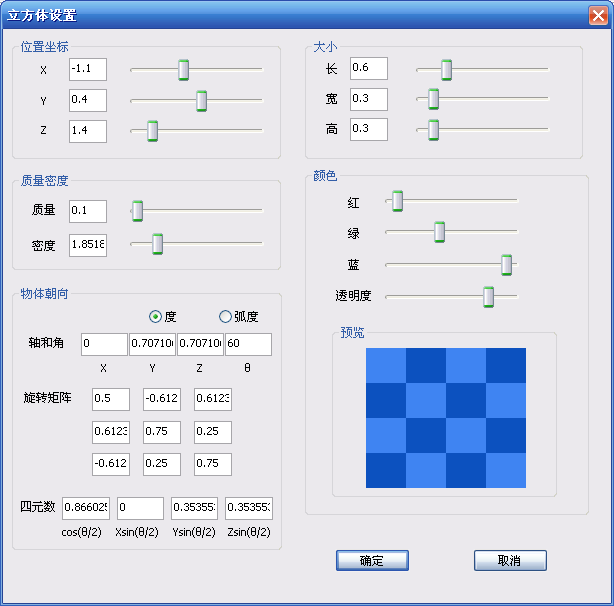 立方体设置
位置坐标
X -1.1
Y 0.4
Z 1.4
质量密度
质量 0.1
密度 1.8518
物体朝向
度 弧度
轴和角 0 0.70710 0.70710 60
X Y Z θ
旋转矩阵 0.5 -0.612 0.6123
0.6123 0.75 0.25
-0.612 0.25 0.75
四元数 0.866025 0 0.353553 0.353553
cos(θ/2) Xsin(θ/2) Ysin(θ/2) Zsin(θ/2)
大小
长 0.6
宽 0.3
高 0.3
颜色
红
绿
蓝
透明度
预览
确定 取消